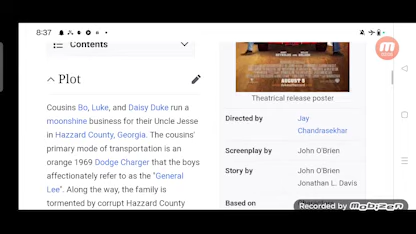 8:37
Contents
Plot
Cousins Bo, Luke, and Daisy Duke run a
moonshine business for their Uncle Jesse
in Hazzard County, Georgia. The cousins'
primary mode of transportation is an
orange 1969 Dodge Charger that the boys
affectionately refer to as the "General
Lee". Along the way, the family is
tormented by corrupt Hazzard County
AUGUST 5
Theatrical release poster
Directed by Jay
Chandrasekhar
Screenplay by John O'Brien
Story by John O'Brien
Jonathan L. Davis
Based on
Recorded by Mobizen